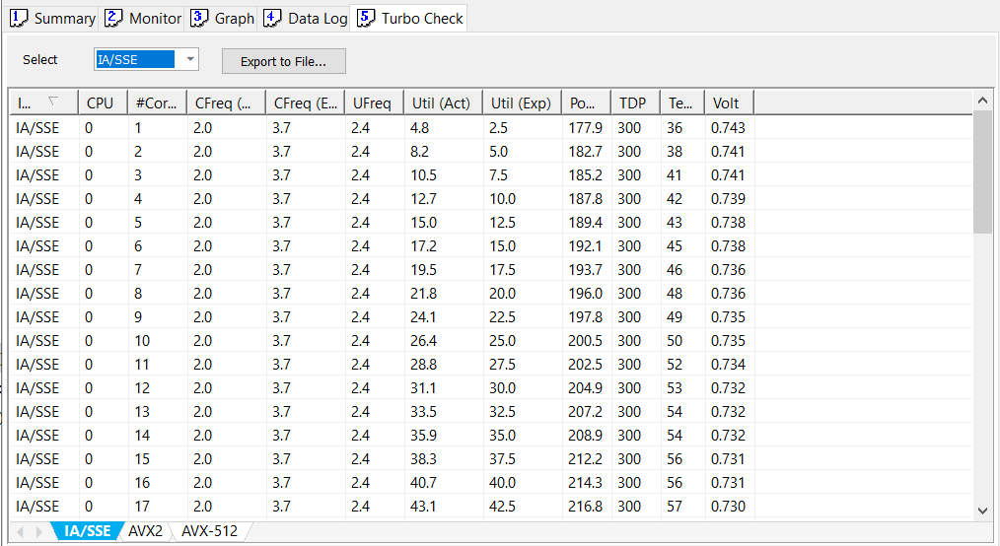 1 Summary 2 Monitor 3 Graph 4 Data Log 5 Turbo Check
Select IA/SSE Export to File...
I... CPU #Cor... CFreq (... CFreq (E... UFreq Util (Act) Util (Exp) Po... TDP Te... Volt
IA/SSE 0 1 2.0 3.7 2.4 4.8 2.5 177.9 300 36 0.743
IA/SSE 0 2 2.0 3.7 2.4 8.2 5.0 182.7 300 38 0.741
IA/SSE 0 3 2.0 3.7 2.4 10.5 7.5 185.2 300 41 0.741
IA/SSE 0 4 2.0 3.7 2.4 12.7 10.0 187.8 300 42 0.739
IA/SSE 0 5 2.0 3.7 2.4 15.0 12.5 189.4 300 43 0.738
IA/SSE 0 6 2.0 3.7 2.4 17.2 15.0 192.1 300 45 0.738
IA/SSE 0 7 2.0 3.7 2.4 19.5 17.5 193.7 300 46 0.736
IA/SSE 0 8 2.0 3.7 2.4 21.8 20.0 196.0 300 48 0.736
IA/SSE 0 9 2.0 3.7 2.4 24.1 22.5 197.8 300 49 0.735
IA/SSE 0 10 2.0 3.7 2.4 26.4 25.0 200.5 300 50 0.735
IA/SSE 0 11 2.0 3.7 2.4 28.8 27.5 202.5 300 52 0.734
IA/SSE 0 12 2.0 3.7 2.4 31.1 30.0 204.9 300 53 0.732
IA/SSE 0 13 2.0 3.7 2.4 33.5 32.5 207.2 300 54 0.732
IA/SSE 0 14 2.0 3.7 2.4 35.9 35.0 208.9 300 54 0.732
IA/SSE 0 15 2.0 3.7 2.4 38.3 37.5 212.2 300 56 0.731
IA/SSE 0 16 2.0 3.7 2.4 40.7 40.0 214.3 300 56 0.731
IA/SSE 0 17 2.0 3.7 2.4 43.1 42.5 216.8 300 57 0.730
IA/SSE AVX2 AVX-512